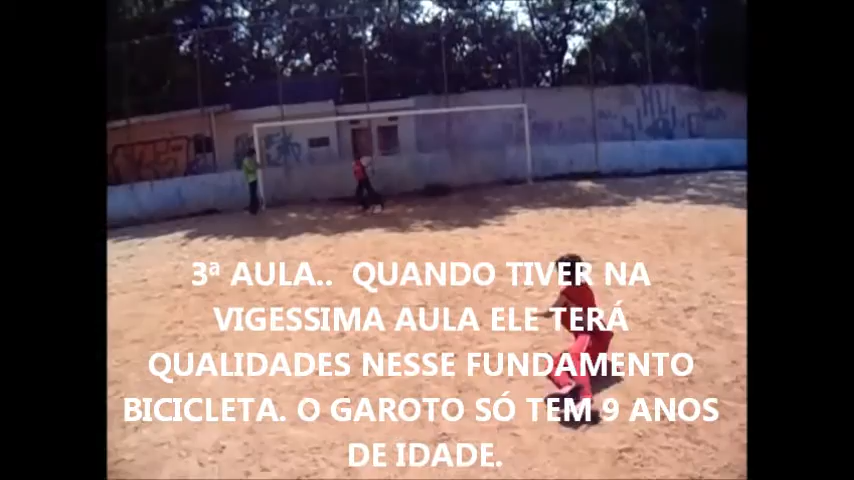 3ª AULA.. QUANDO TIVER NA
VIGESSIMA AULA ELE TERÁ
QUALIDADES NESSE FUNDAMENTO
BICICLETA. O GAROTO SÓ TEM 9 ANOS
DE IDADE.